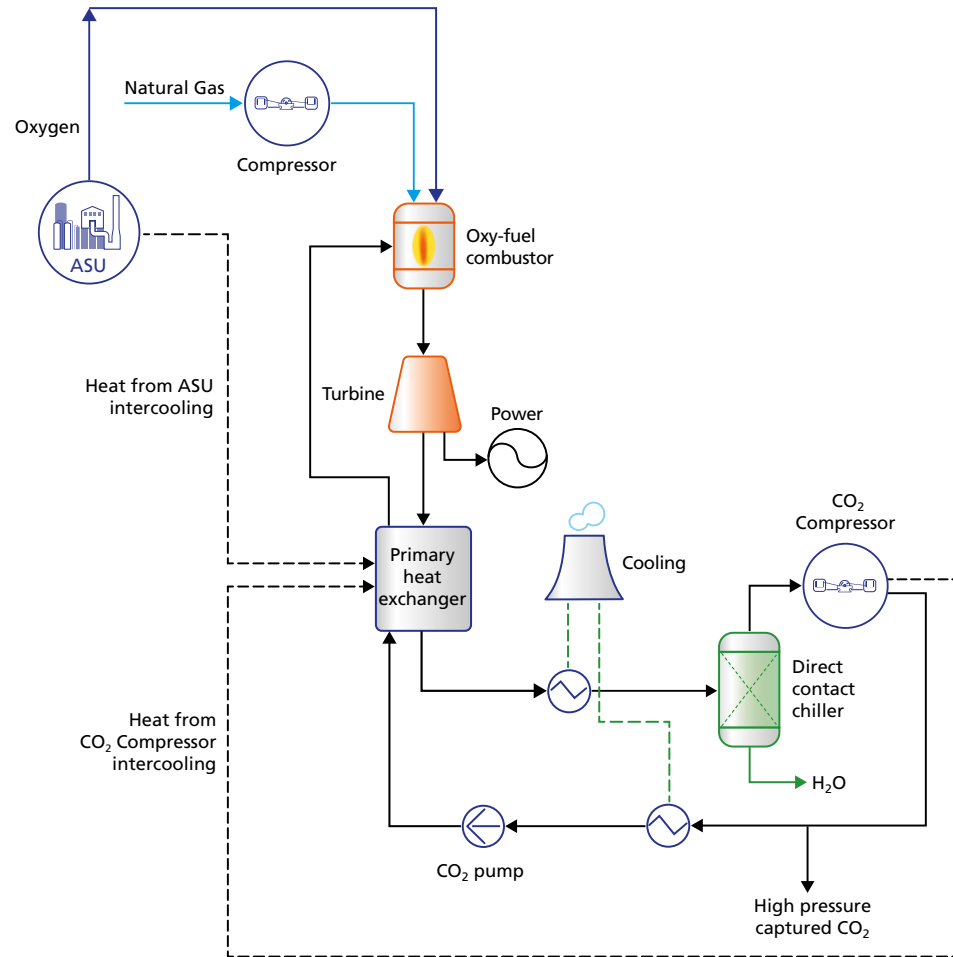 Natural Gas
Oxygen
Compressor
ASU
Oxy-fuel
combustor
Heat from ASU
intercooling
Turbine
Power
CO₂
Compressor
Primary
heat
exchanger
Cooling
Direct
contact
chiller
Heat from
CO₂ Compressor
intercooling
H₂O
CO₂ pump
High pressure
captured CO₂